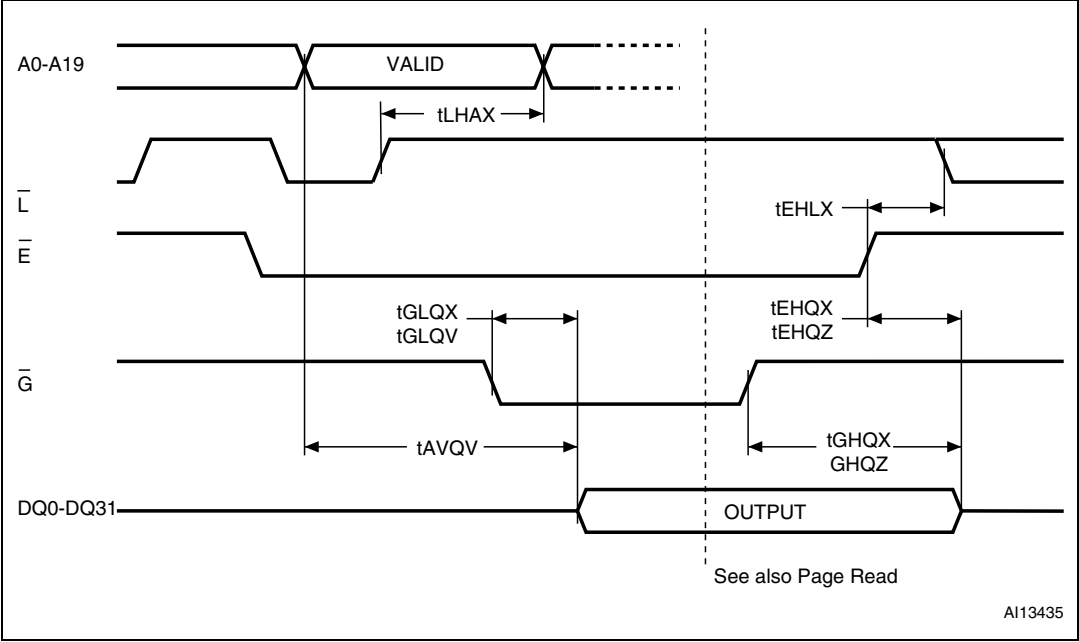 A0-A19
VALID
tLHAX
L̅
tEHLX
E̅
tGLQX
tGLQV
tEHQX
tEHQZ
G̅
tAVQV
tGHQX
GHQZ
DQ0-DQ31
OUTPUT
See also Page Read
AI13435